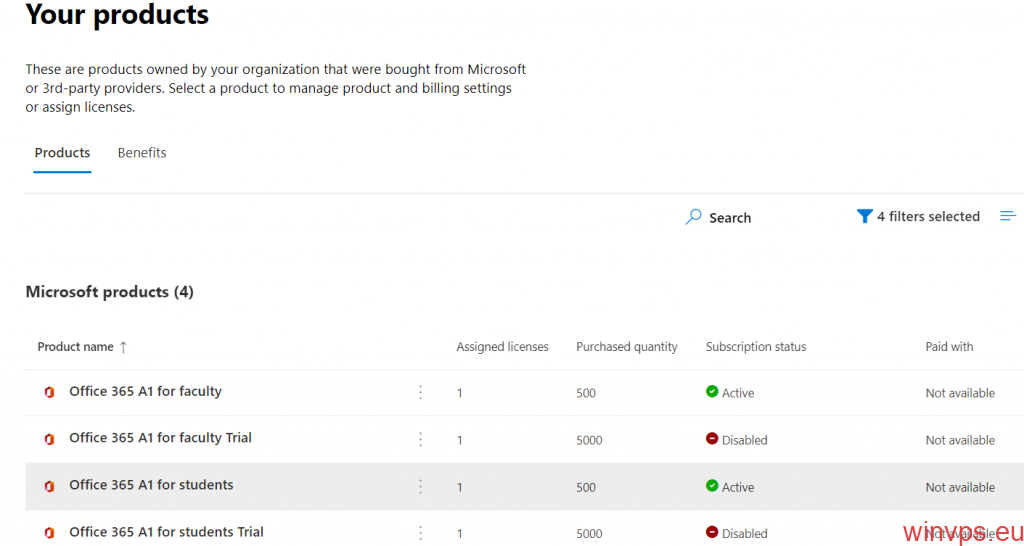 Your products
These are products owned by your organization that were bought from Microsoft
or 3rd-party providers. Select a product to manage product and billing settings
or assign licenses.
Products Benefits
Search 4 filters selected
Microsoft products (4)
Product name ↑ Assigned licenses Purchased quantity Subscription status Paid with
Office 365 A1 for faculty 1 500 Active Not available
Office 365 A1 for faculty Trial 1 5000 Disabled Not available
Office 365 A1 for students 1 500 Active Not available
Office 365 A1 for students Trial 1 5000 Disabled Not available
winvps.eu